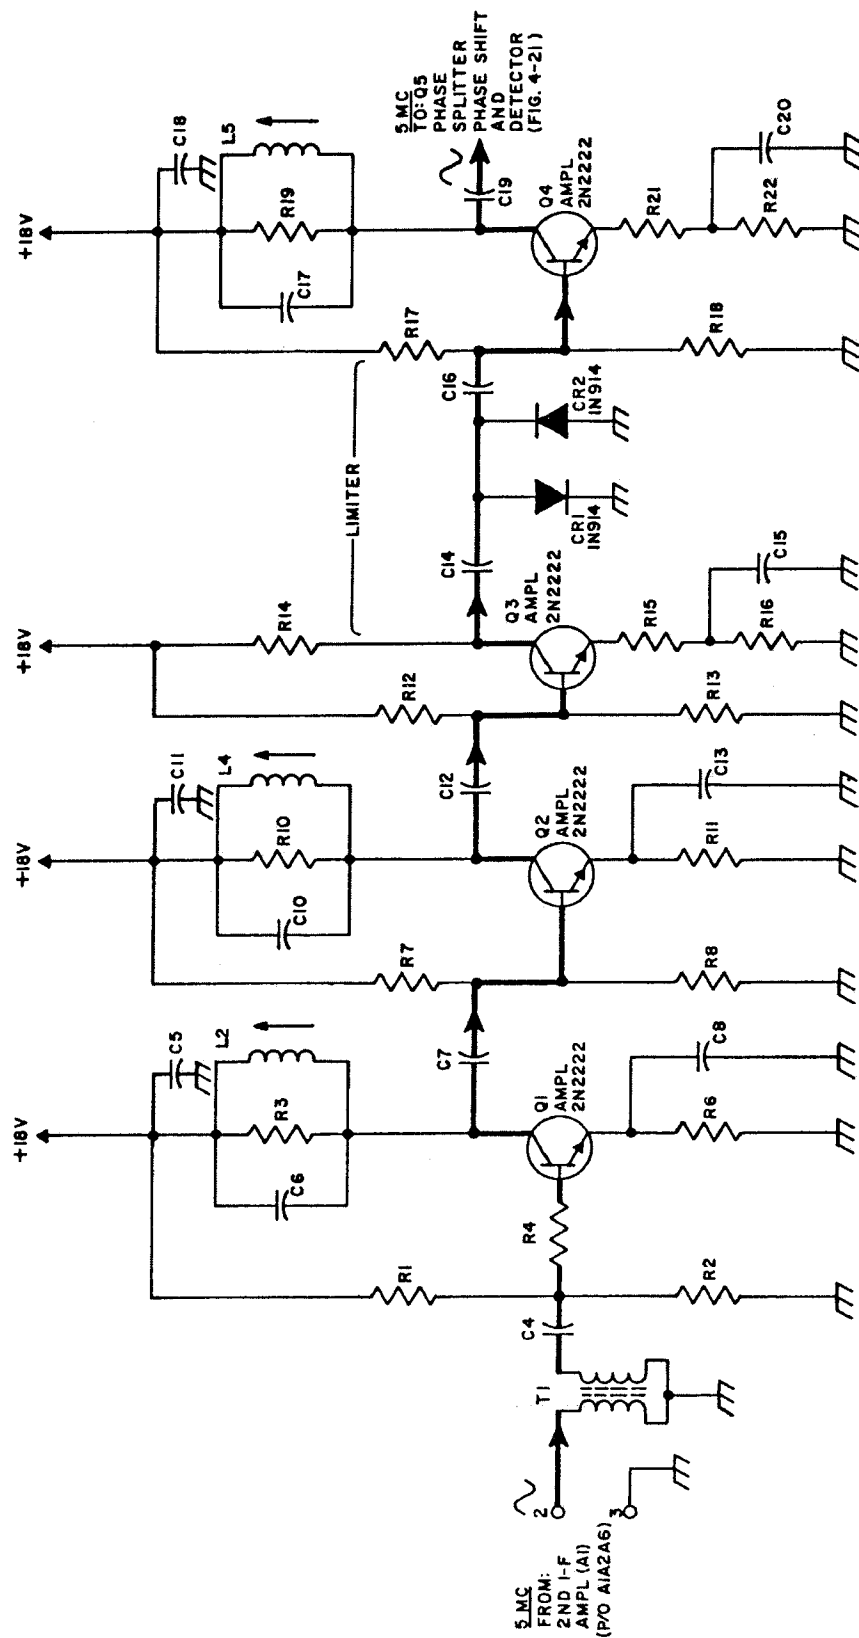 5 MC
FROM:
2ND I-F
AMPL (A1)
(P/O A1A2A6)
2
3
T1
C4
R1
R2
R4
+18V
C5
L2
R3
C6
Q1
AMPL
2N2222
R6
C8
C7
R7
R8
+18V
C11
L4
R10
C10
Q2
AMPL
2N2222
R11
C13
C12
R12
R13
+18V
R14
Q3
AMPL
2N2222
R15
R16
C15
LIMITER
C14
CR1
1N914
CR2
1N914
C16
R17
R18
+18V
C18
L5
R19
C17
Q4
AMPL
2N2222
R21
R22
C20
C19
5 MC
TO: Q5
PHASE
SPLITTER
PHASE SHIFT
AND
DETECTOR
(FIG. 4-21)